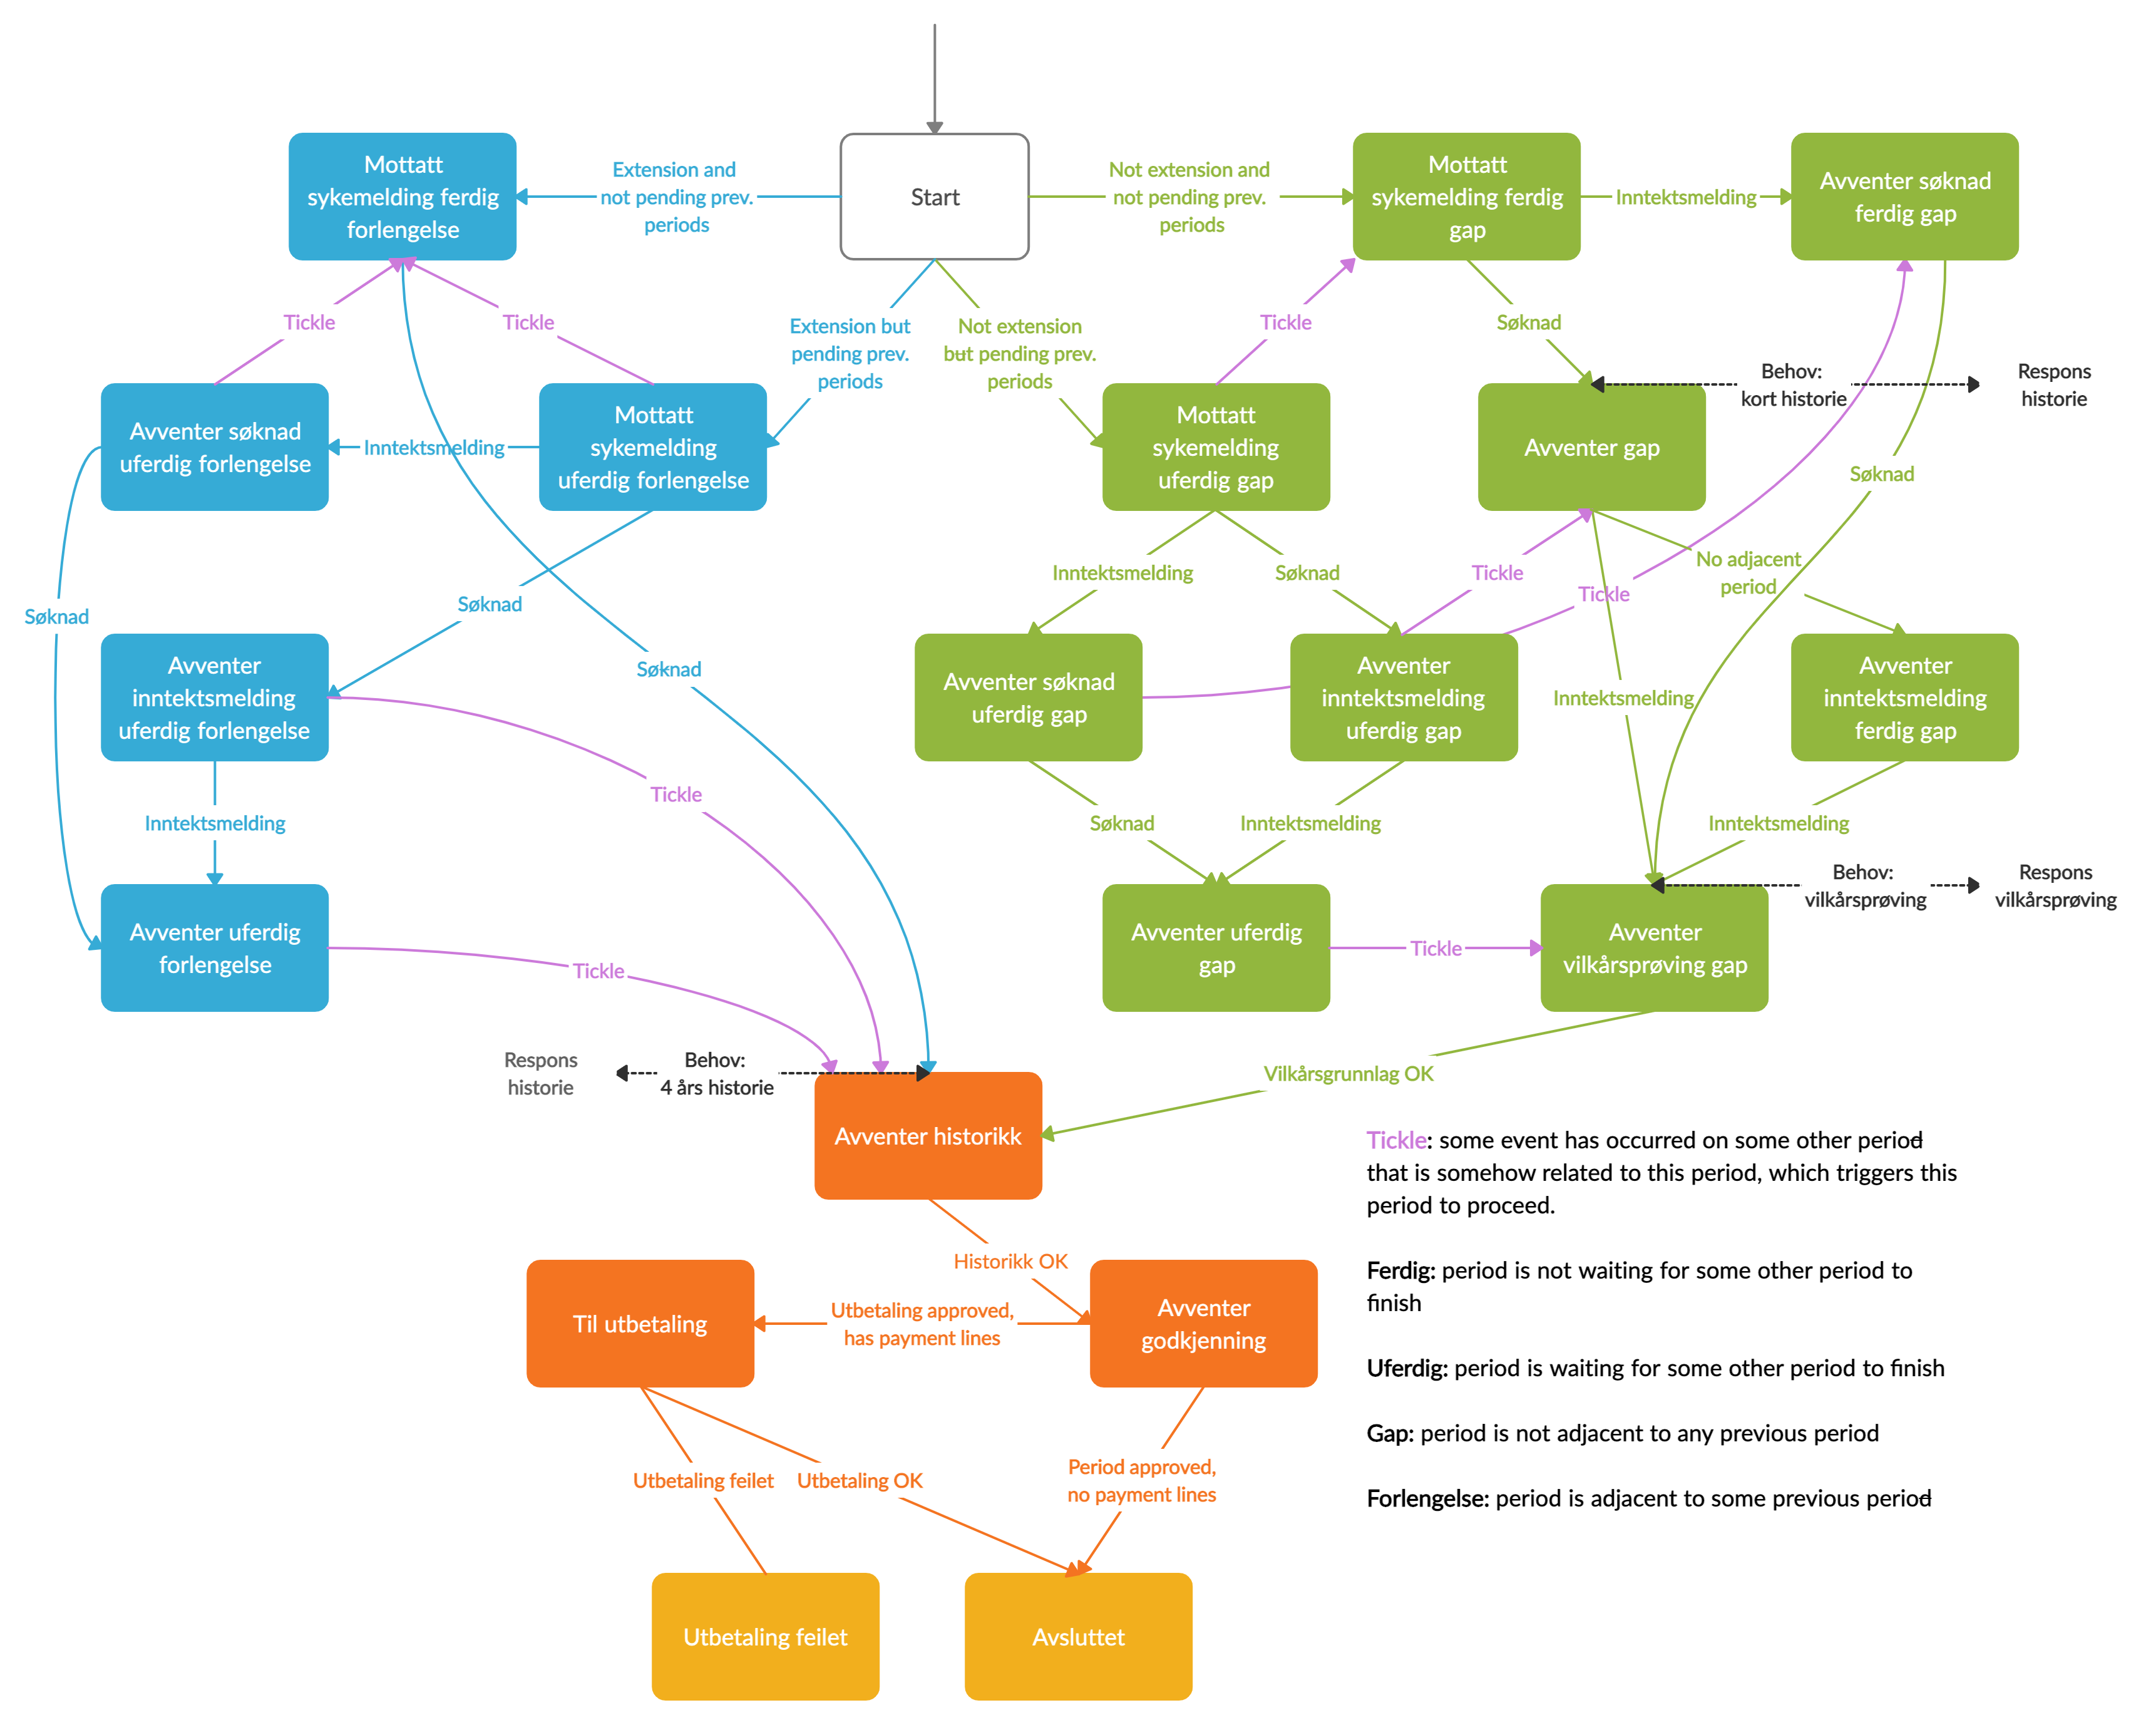 Mottatt
sykemelding ferdig
forlengelse
Extension and
not pending prev.
periods
Start
Not extension and
not pending prev.
periods
Mottatt
sykemelding ferdig
gap
Inntektsmelding
Avventer søknad
ferdig gap
Tickle
Tickle
Extension but
pending prev.
periods
Not extension
but pending prev.
periods
Tickle
Søknad
Behov:
kort historie
Respons
historie
Avventer søknad
uferdig forlengelse
Inntektsmelding
Mottatt
sykemelding
uferdig forlengelse
Mottatt
sykemelding
uferdig gap
Avventer gap
Søknad
Søknad
Søknad
Inntektsmelding
Søknad
Tickle
Tickle
No adjacent
period
Avventer
inntektsmelding
uferdig forlengelse
Søknad
Avventer søknad
uferdig gap
Avventer
inntektsmelding
uferdig gap
Inntektsmelding
Avventer
inntektsmelding
ferdig gap
Tickle
Inntektsmelding
Søknad
Inntektsmelding
Inntektsmelding
Behov:
vilkårsprøving
Respons
vilkårsprøving
Avventer uferdig
forlengelse
Tickle
Avventer uferdig
gap
Tickle
Avventer
vilkårsprøving gap
Respons
historie
Behov:
4 års historie
Vilkårsgrunnlag OK
Avventer historikk
Tickle: some event has occurred on some other period
that is somehow related to this period, which triggers this
period to proceed.
Ferdig: period is not waiting for some other period to
finish
Uferdig: period is waiting for some other period to finish
Gap: period is not adjacent to any previous period
Forlengelse: period is adjacent to some previous period
Historikk OK
Til utbetaling
Utbetaling approved,
has payment lines
Avventer
godkjenning
Utbetaling feilet
Utbetaling OK
Period approved,
no payment lines
Utbetaling feilet
Avsluttet